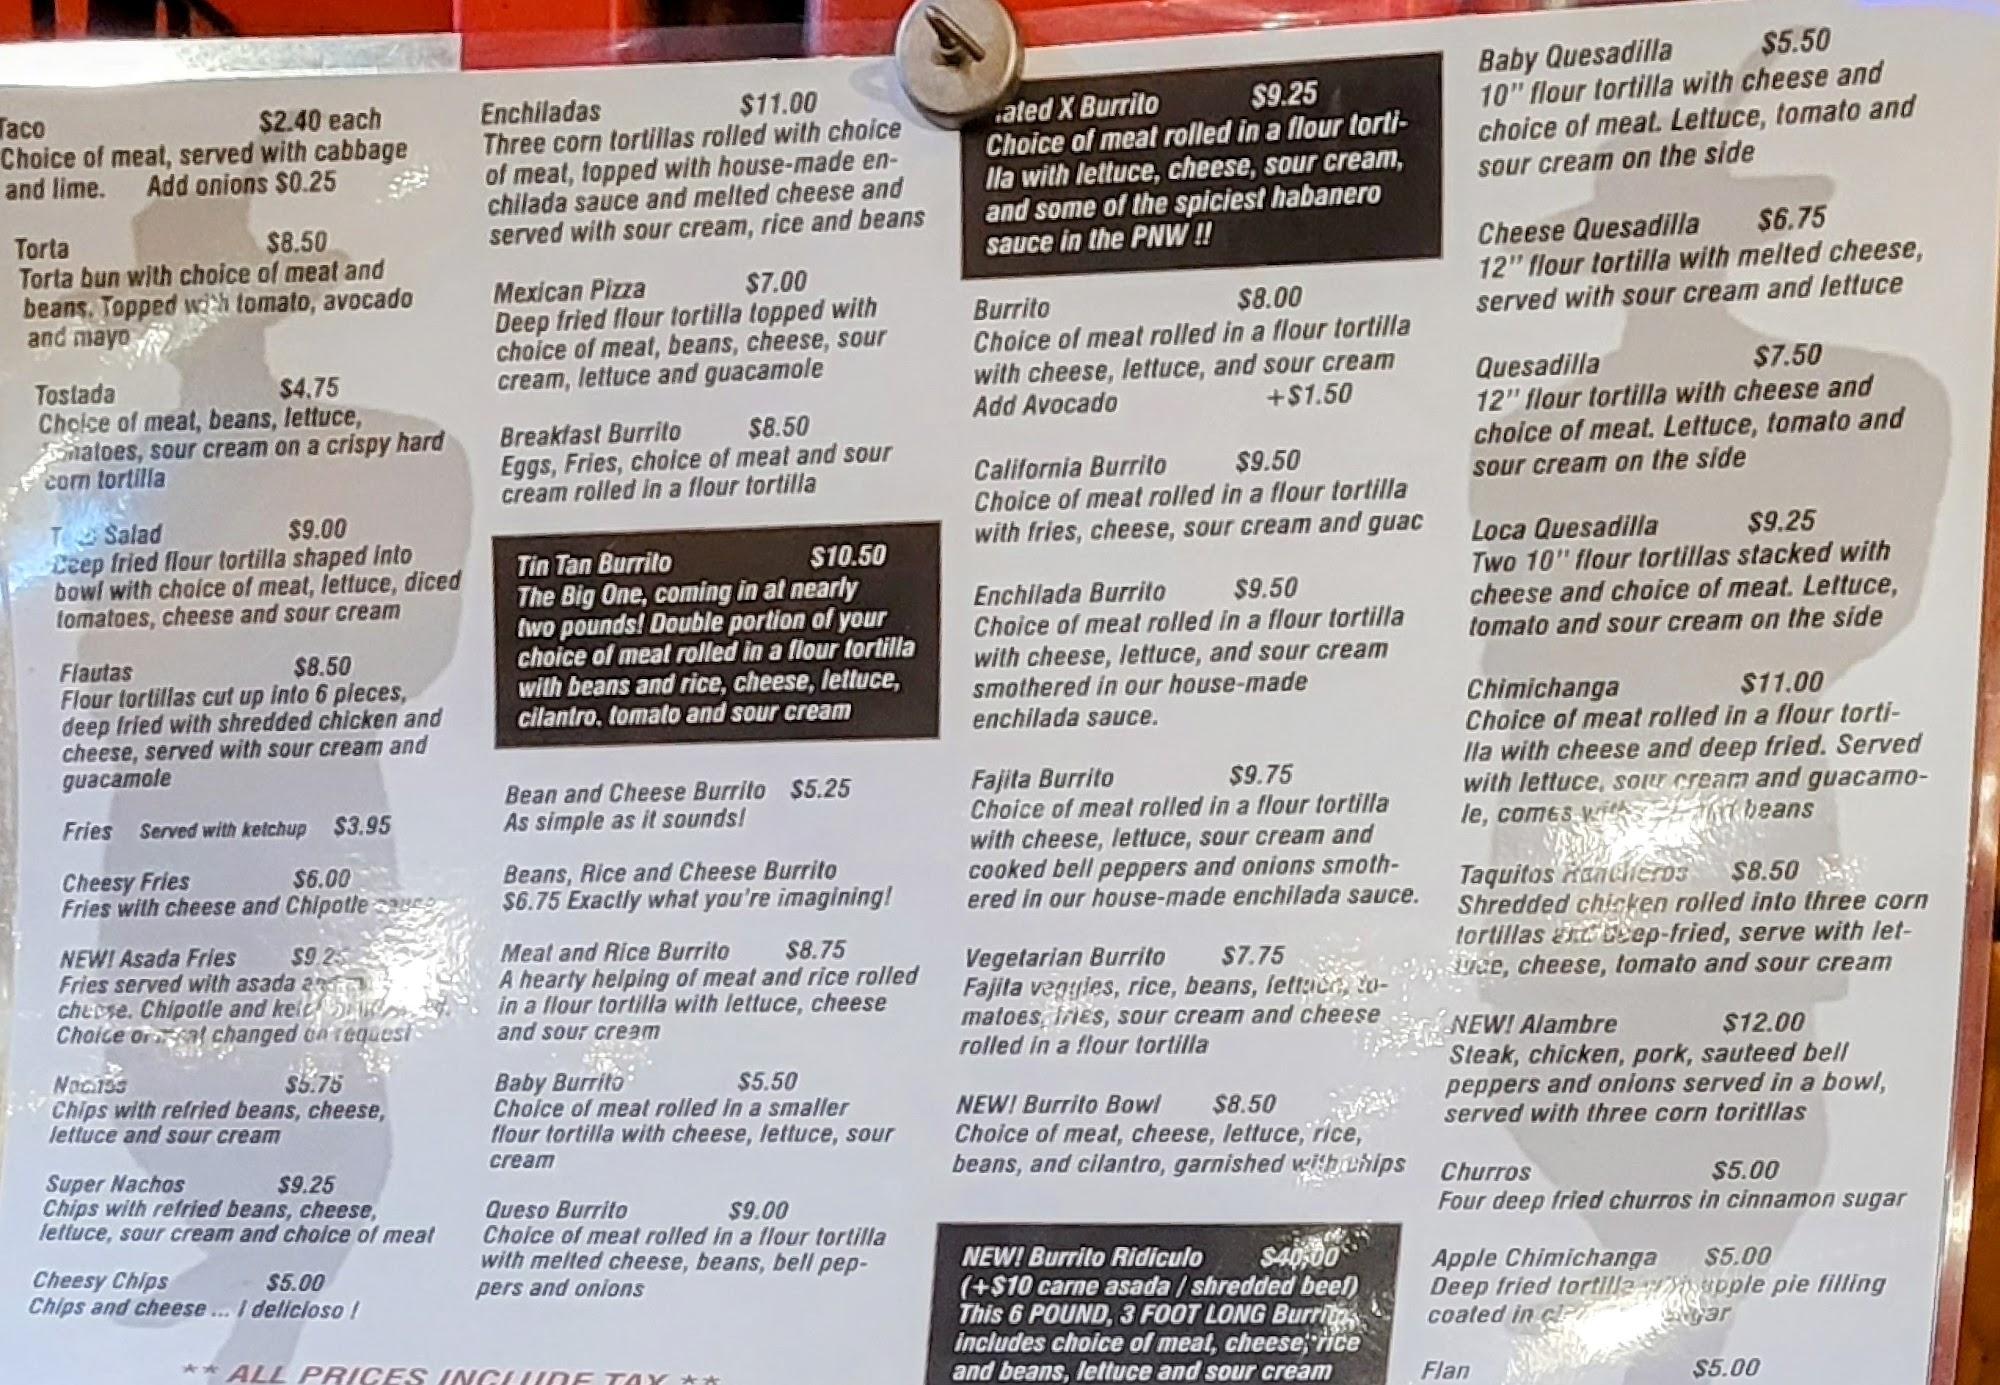 Taco $2.40 each
Choice of meat, served with cabbage
and lime. Add onions $0.25
Torta $8.50
Torta bun with choice of meat and
beans. Topped with tomato, avocado
and mayo
Tostada $4.75
Choice of meat, beans, lettuce,
tomatoes, sour cream on a crispy hard
corn tortilla
Salad $9.00
Deep fried flour tortilla shaped into
bowl with choice of meat, lettuce, diced
tomatoes, cheese and sour cream
Flautas $8.50
Flour tortillas cut up into 6 pieces,
deep fried with shredded chicken and
cheese, served with sour cream and
guacamole
Fries Served with ketchup $3.95
Cheesy Fries $6.00
Fries with cheese and Chipotle
NEW! Asada Fries
Fries served with asada
cheese. Chipotle and
Choice of meat changed on request
Nachos $5.75
Chips with refried beans, cheese,
lettuce and sour cream
Super Nachos $9.25
Chips with refried beans, cheese,
lettuce, sour cream and choice of meat
Cheesy Chips $5.00
Chips and cheese ... ¡ delicioso !
** ALL PRICES INCLUDE TAX **
Enchiladas $11.00
Three corn tortillas rolled with choice
of meat, topped with house-made en-
chilada sauce and melted cheese and
served with sour cream, rice and beans
Mexican Pizza $7.00
Deep fried flour tortilla topped with
choice of meat, beans, cheese, sour
cream, lettuce and guacamole
Breakfast Burrito $8.50
Eggs, Fries, choice of meat and sour
cream rolled in a flour tortilla
Tin Tan Burrito $10.50
The Big One, coming in at nearly
two pounds! Double portion of your
choice of meat rolled in a flour tortilla
with beans and rice, cheese, lettuce,
cilantro, tomato and sour cream
Bean and Cheese Burrito $5.25
As simple as it sounds!
Beans, Rice and Cheese Burrito
$6.75 Exactly what you're imagining!
Meat and Rice Burrito $8.75
A hearty helping of meat and rice rolled
in a flour tortilla with lettuce, cheese
and sour cream
Baby Burrito $5.50
Choice of meat rolled in a smaller
flour tortilla with cheese, lettuce, sour
cream
Queso Burrito $9.00
Choice of meat rolled in a flour tortilla
with melted cheese, beans, bell pep-
pers and onions
ated X Burrito $9.25
Choice of meat rolled in a flour torti-
lla with lettuce, cheese, sour cream,
and some of the spiciest habanero
sauce in the PNW !!
Burrito $8.00
Choice of meat rolled in a flour tortilla
with cheese, lettuce, and sour cream
Add Avocado +$1.50
California Burrito $9.50
Choice of meat rolled in a flour tortilla
with fries, cheese, sour cream and guac
Enchilada Burrito $9.50
Choice of meat rolled in a flour tortilla
with cheese, lettuce, and sour cream
smothered in our house-made
enchilada sauce.
Fajita Burrito $9.75
Choice of meat rolled in a flour tortilla
with cheese, lettuce, sour cream and
cooked bell peppers and onions smoth-
ered in our house-made enchilada sauce.
Vegetarian Burrito $7.75
Fajita veggies, rice, beans, lettuce, to-
matoes, fries, sour cream and cheese
rolled in a flour tortilla
NEW! Burrito Bowl $8.50
Choice of meat, cheese, lettuce, rice,
beans, and cilantro, garnished with chips
NEW! Burrito Ridiculo $40.00
(+$10 carne asada / shredded beef)
This 6 POUND, 3 FOOT LONG Burrito
includes choice of meat, cheese, rice
and beans, lettuce and sour cream
Baby Quesadilla $5.50
10" flour tortilla with cheese and
choice of meat. Lettuce, tomato and
sour cream on the side
Cheese Quesadilla $6.75
12" flour tortilla with melted cheese,
served with sour cream and lettuce
Quesadilla $7.50
12" flour tortilla with cheese and
choice of meat. Lettuce, tomato and
sour cream on the side
Loca Quesadilla $9.25
Two 10" flour tortillas stacked with
cheese and choice of meat. Lettuce,
tomato and sour cream on the side
Chimichanga $11.00
Choice of meat rolled in a flour torti-
lla with cheese and deep fried. Served
with lettuce, sour cream and guacamo-
le, comes with beans
Taquitos Rancheros $8.50
Shredded chicken rolled into three corn
tortillas and deep-fried, serve with let-
tuce, cheese, tomato and sour cream
NEW! Alambre $12.00
Steak, chicken, pork, sauteed bell
peppers and onions served in a bowl,
served with three corn toritllas
Churros $5.00
Four deep fried churros in cinnamon sugar
Apple Chimichanga $5.00
Deep fried tortilla with apple pie filling
coated in sugar
Flan $5.00